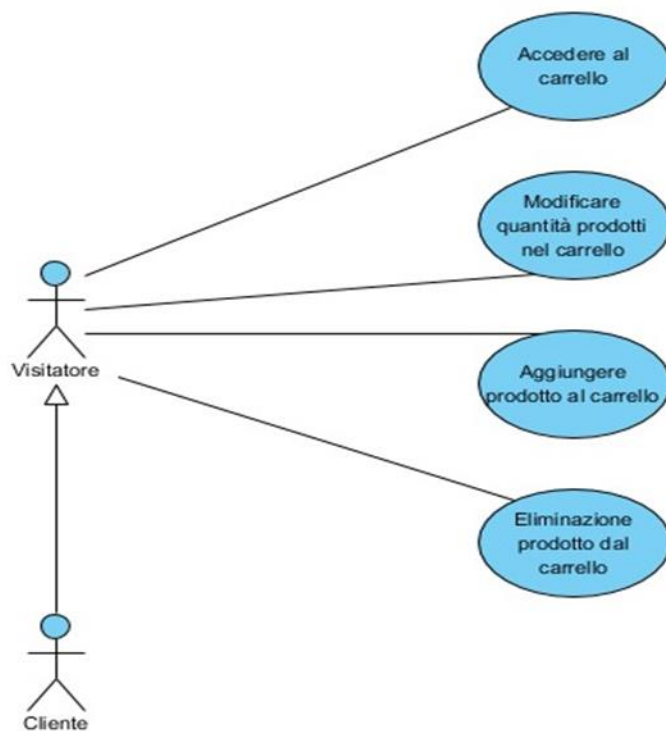 Accedere al
carrello
Modificare
quantità prodotti
nel carrello
Visitatore
Aggiungere
prodotto al carrello
Eliminazione
prodotto dal
carrello
Cliente